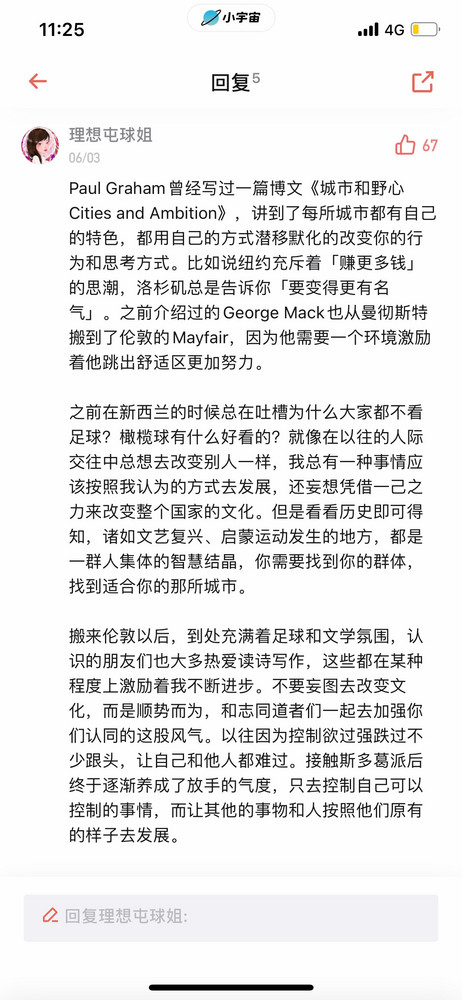 11:25
小宇宙
4G
回复5
理想屯球姐
06/03
67
Paul Graham曾经写过一篇博文《城市和野心
Cities and Ambition》，讲到了每所城市都有自己
的特色，都用自己的方式潜移默化的改变你的行
为和思考方式。比如说纽约充斥着「赚更多钱」
的思潮，洛杉矶总是告诉你「要变得更有名
气」。之前介绍过的George Mack也从曼彻斯特
搬到了伦敦的Mayfair，因为他需要一个环境激励
着他跳出舒适区更加努力。
之前在新西兰的时候总在吐槽为什么大家都不看
足球？橄榄球有什么好看的？就像在以往的人际
交往中总想去改变别人一样，我总有一种事情应
该按照我认为的方式去发展，还妄想凭借一己之
力来改变整个国家的文化。但是看看历史即可得
知，诸如文艺复兴、启蒙运动发生的地方，都是
一群人集体的智慧结晶，你需要找到你的群体，
找到适合你的那所城市。
搬来伦敦以后，到处充满着足球和文学氛围，认
识的朋友们也大多热爱读诗写作，这些都在某种
程度上激励着我不断进步。不要妄图去改变文
化，而是顺势而为，和志同道者们一起去加强你
们认同的这股风气。以往因为控制欲过强跌过不
少跟头，让自己和他人都难过。接触斯多葛派后
终于逐渐养成了放手的气度，只去控制自己可以
控制的事情，而让其他的事物和人按照他们原有
的样子去发展。
回复理想屯球姐: